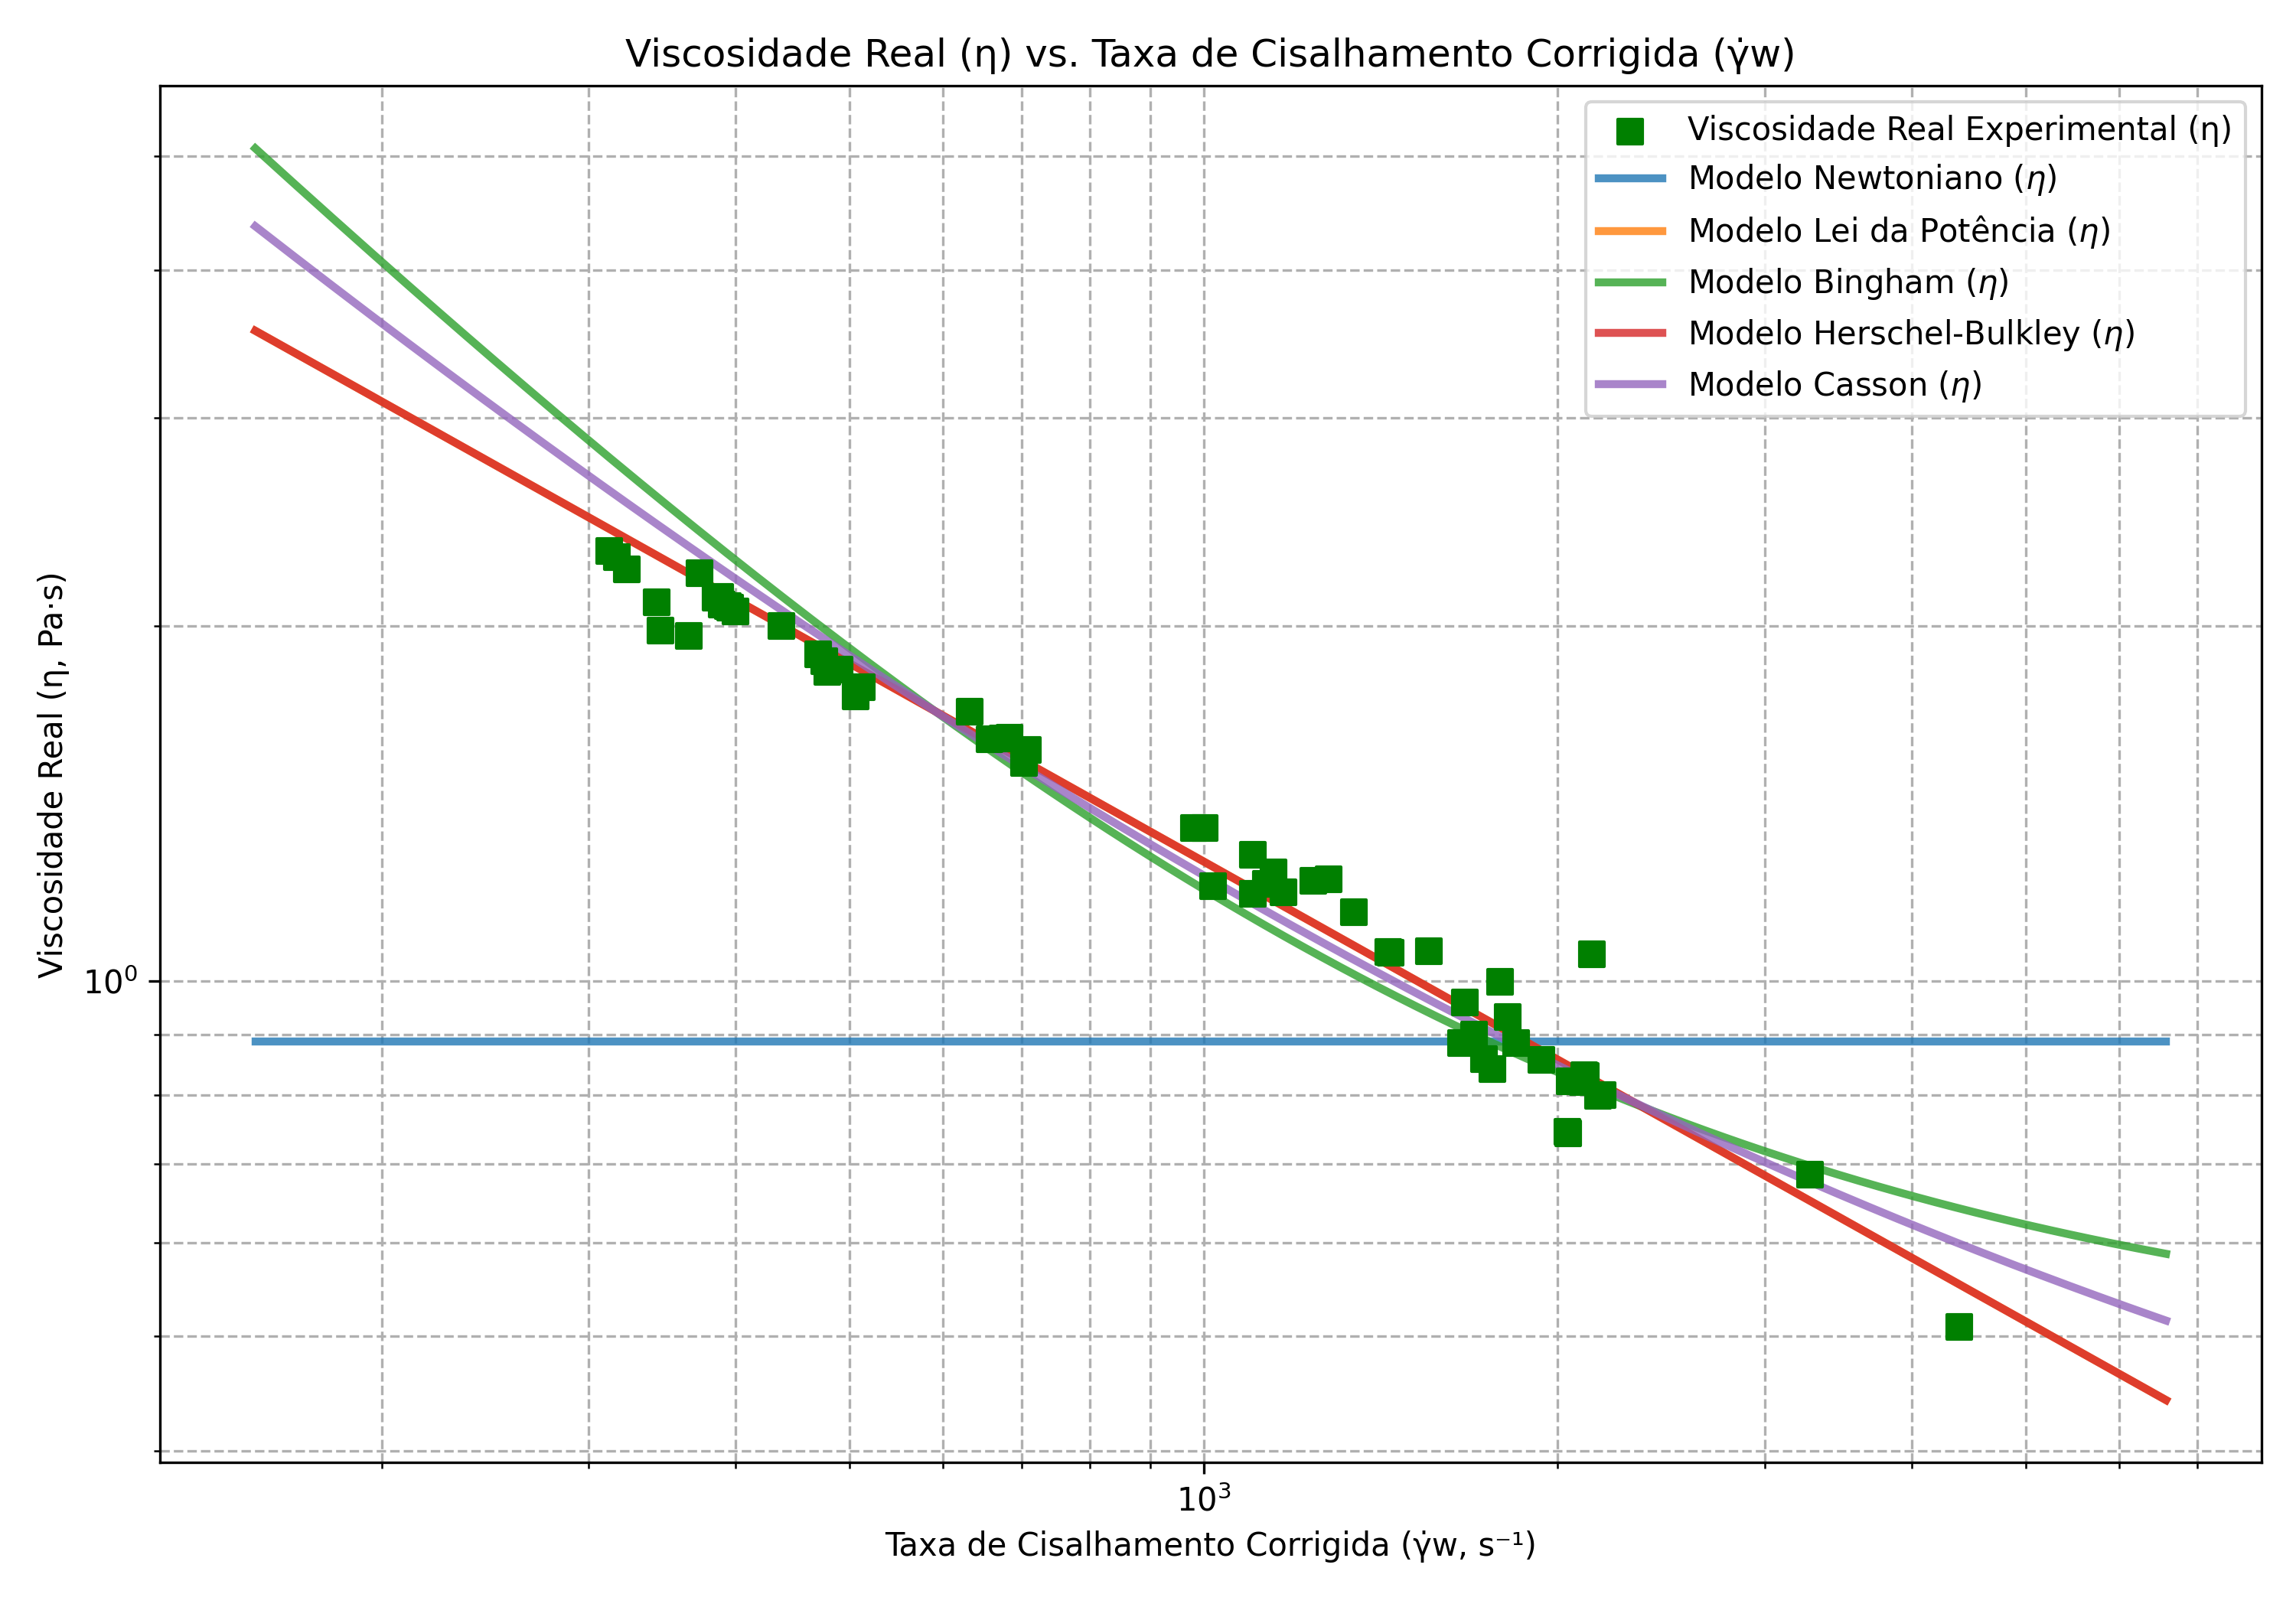 Viscosidade Real (η) vs. Taxa de Cisalhamento Corrigida (γ̇w)
Viscosidade Real Experimental (η)
Modelo Newtoniano (η)
Modelo Lei da Potência (η)
Modelo Bingham (η)
Modelo Herschel-Bulkley (η)
Modelo Casson (η)
Viscosidade Real (η, Pa·s)
10⁰
10³
Taxa de Cisalhamento Corrigida (γ̇w, s⁻¹)